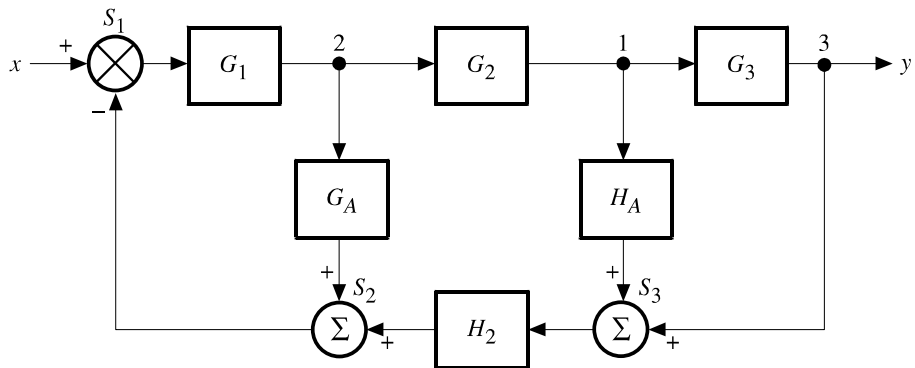 S1
2
1
3
x
+
G1
G2
G3
y
−
GA
HA
+
S2
+
S3
Σ
+
H2
Σ
+